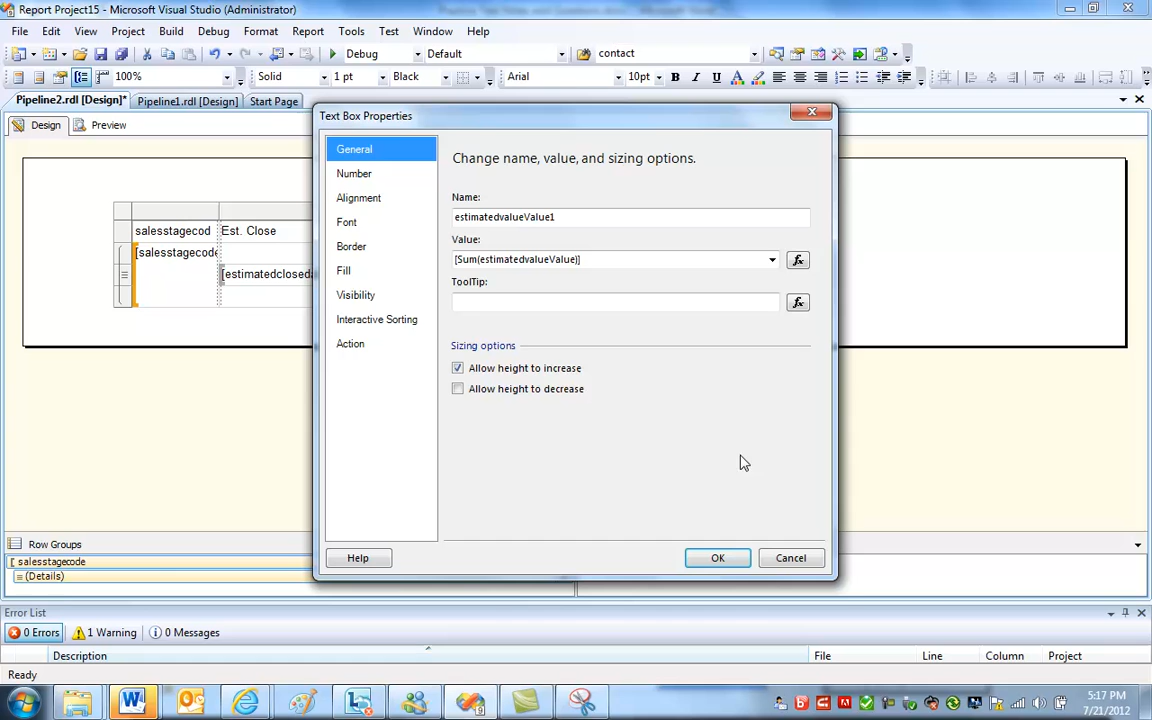 Report Project15 - Microsoft Visual Studio (Administrator)
File Edit View Project Build Debug Format Report Tools Test Window Help
Debug Default contact
100% Solid 1 pt Black Arial 10pt B I U A
Pipeline2.rdl [Design]* Pipeline1.rdl [Design] Start Page
Design Preview
Text Box Properties
General
Number
Alignment
Font
Border
Fill
Visibility
Interactive Sorting
Action
Change name, value, and sizing options.
Name:
estimatedvalueValue1
Value:
[Sum(estimatedvalueValue)]
fx
ToolTip:
fx
Sizing options
Allow height to increase
Allow height to decrease
Help OK Cancel
salesstagecod Est. Close
[salesstagecode
[estimatedclosed
Row Groups
[ salesstagecode
(Details)
Error List
0 Errors 1 Warning 0 Messages
Description File Line Column Project
Ready
5:17 PM
7/21/2012